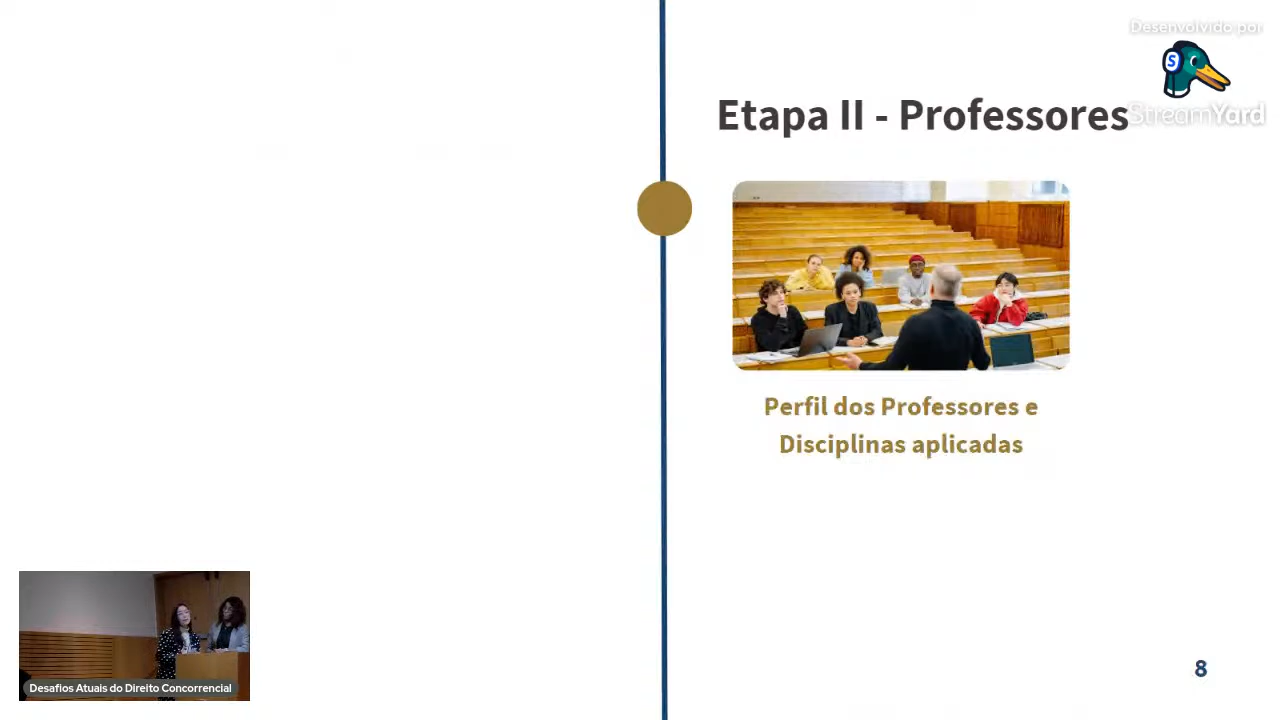 Desenvolvido por
S
StreamYard
Etapa II - Professores
Perfil dos Professores e
Disciplinas aplicadas
Desafios Atuais do Direito Concorrencial
8